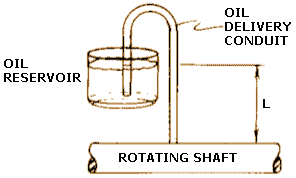 OIL
DELIVERY
CONDUIT
OIL
RESERVOIR
L
ROTATING SHAFT